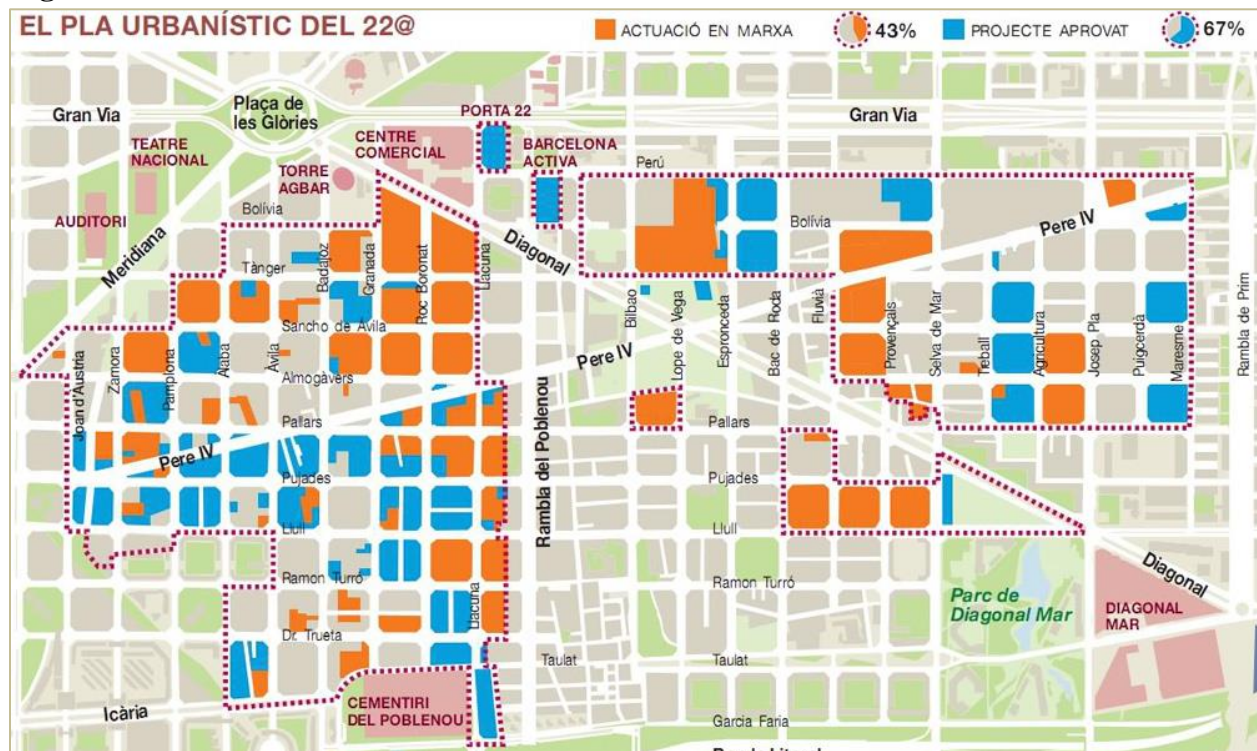 EL PLA URBANÍSTIC DEL 22@
ACTUACIÓ EN MARXA
43%
PROJECTE APROVAT
67%
Gran Via
Plaça de
les Glòries
PORTA 22
Gran Via
TEATRE
NACIONAL
CENTRE
COMERCIAL
BARCELONA
ACTIVA
TORRE
AGBAR
Perú
AUDITORI
Bolívia
Meridiana
Diagonal
Bolívia
Pere IV
Tànger
Badajoz
Granada
Roc Boronat
Llacuna
Sancho de Ávila
Bilbao
Lope de Vega
Espronceda
Bac de Roda
Fluvià
Provençals
Selva de Mar
Treball
Agricultura
Josep Pla
Puigcerdà
Maresme
Rambla de Prim
Joan d'Austria
Zamora
Pamplona
Àlaba
Àvila
Almogàvers
Pere IV
Pallars
Pallars
Pere IV
Pujades
Rambla del Poblenou
Pujades
Llull
Llull
Ramon Turró
Ramon Turró
Diagonal
Llacuna
Parc de
Diagonal Mar
DIAGONAL
MAR
Dr. Trueta
Taulat
Taulat
Icària
CEMENTIRI
DEL POBLENOU
Garcia Faria